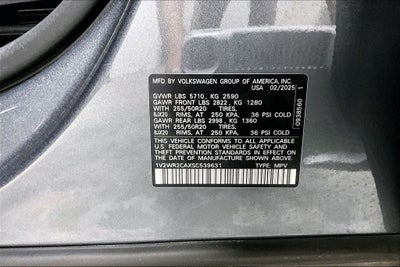 MFD BY VOLKSWAGEN GROUP OF AMERICA, INC.
USA 02/2025
GVWR LBS 5710, KG 2590
GAWR FRONT LBS 2822, KG 1280
WITH 255/50R20 TIRES,
8JX20 RIMS, AT 250 KPA, 36 PSI COLD
GAWR REAR LBS 2998, KG 1360
WITH 255/50R20 TIRES,
8JX20 RIMS, AT 250 KPA, 36 PSI COLD
THIS VEHICLE CONFORMS TO ALL APPLICABLE
U.S. FEDERAL MOTOR VEHICLE SAFETY
STANDARDS IN EFFECT ON THE DATE OF
MANUFACTURE SHOWN ABOVE.
1V2WR2CAXSC539631 TYPE: MPV
0938560 1